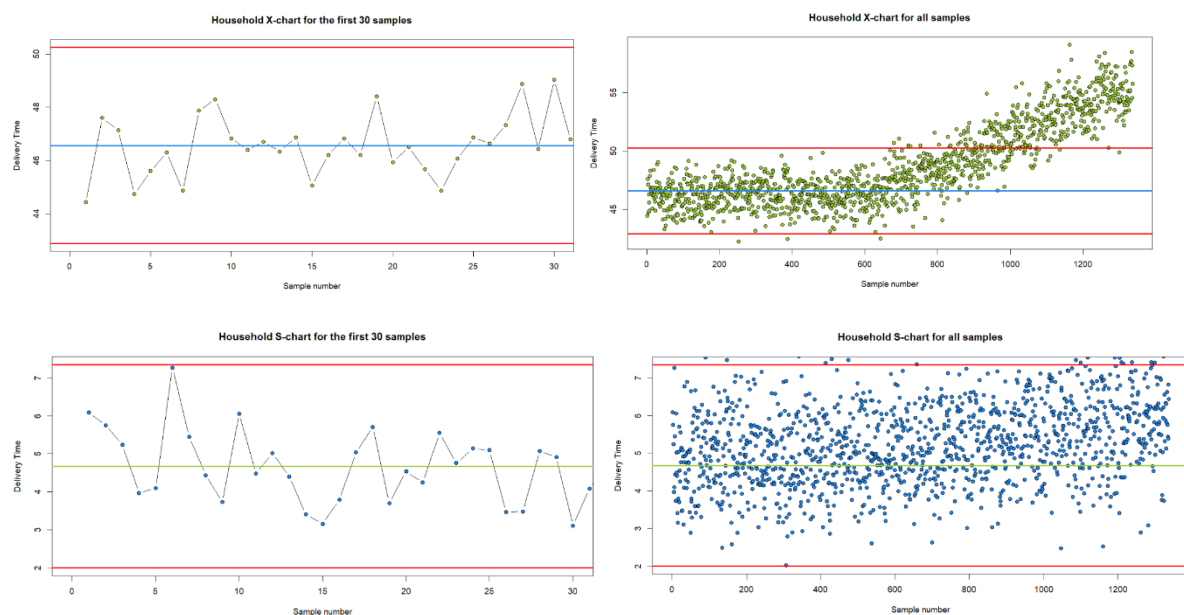 Household X-chart for the first 30 samples
Delivery Time
50
48
46
44
0 5 10 15 20 25 30
Sample number
Household X-chart for all samples
Delivery Time
55
50
45
0 200 400 600 800 1000 1200
Sample number
Household S-chart for the first 30 samples
Delivery Time
7
6
5
4
3
2
0 5 10 15 20 25 30
Sample number
Household S-chart for all samples
Delivery Time
7
6
5
4
3
2
0 200 400 600 800 1000 1200
Sample number